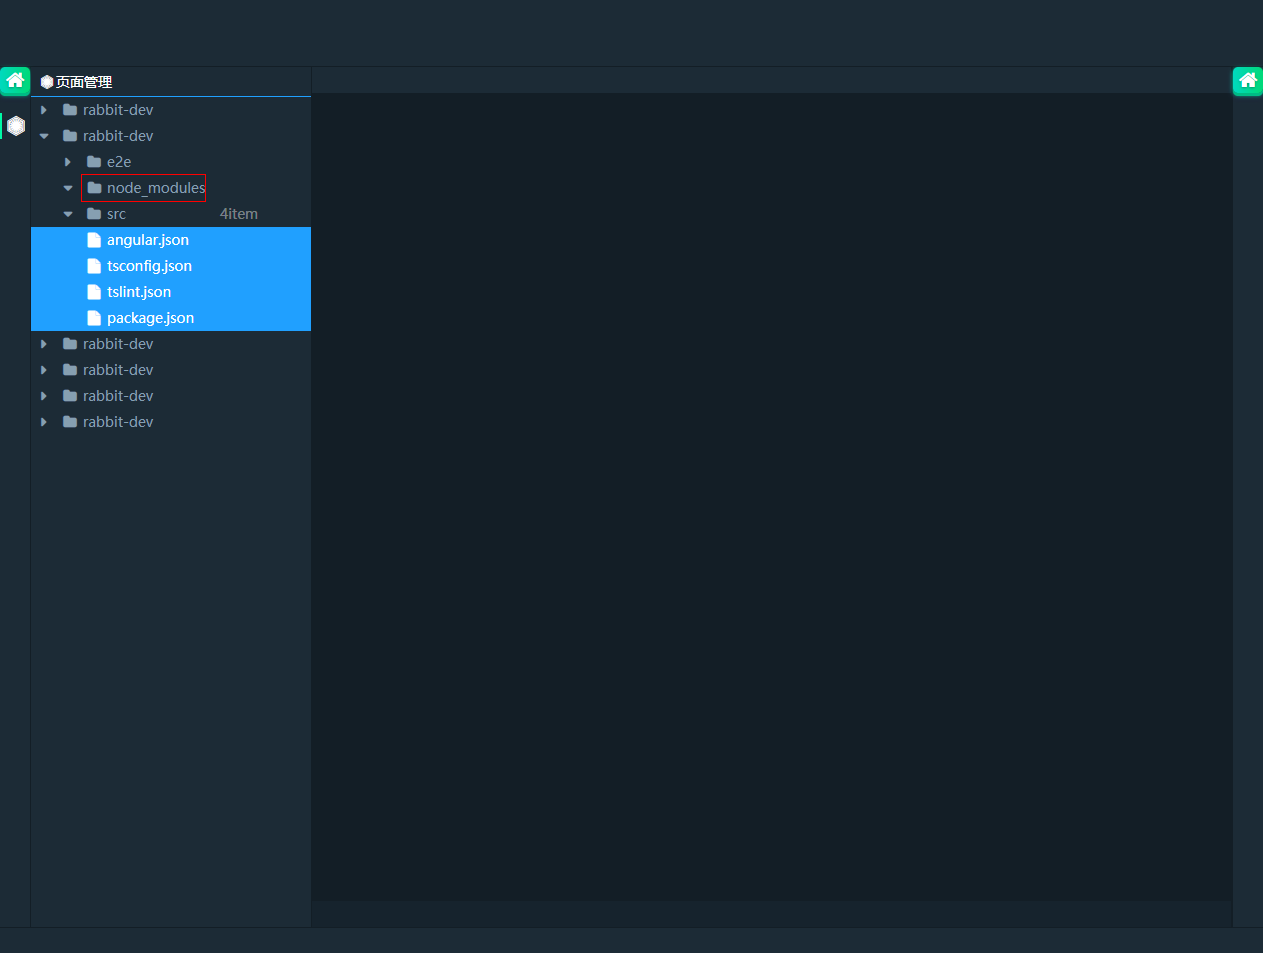 页面管理
rabbit-dev
rabbit-dev
e2e
node_modules
src 4item
angular.json
tsconfig.json
tslint.json
package.json
rabbit-dev
rabbit-dev
rabbit-dev
rabbit-dev